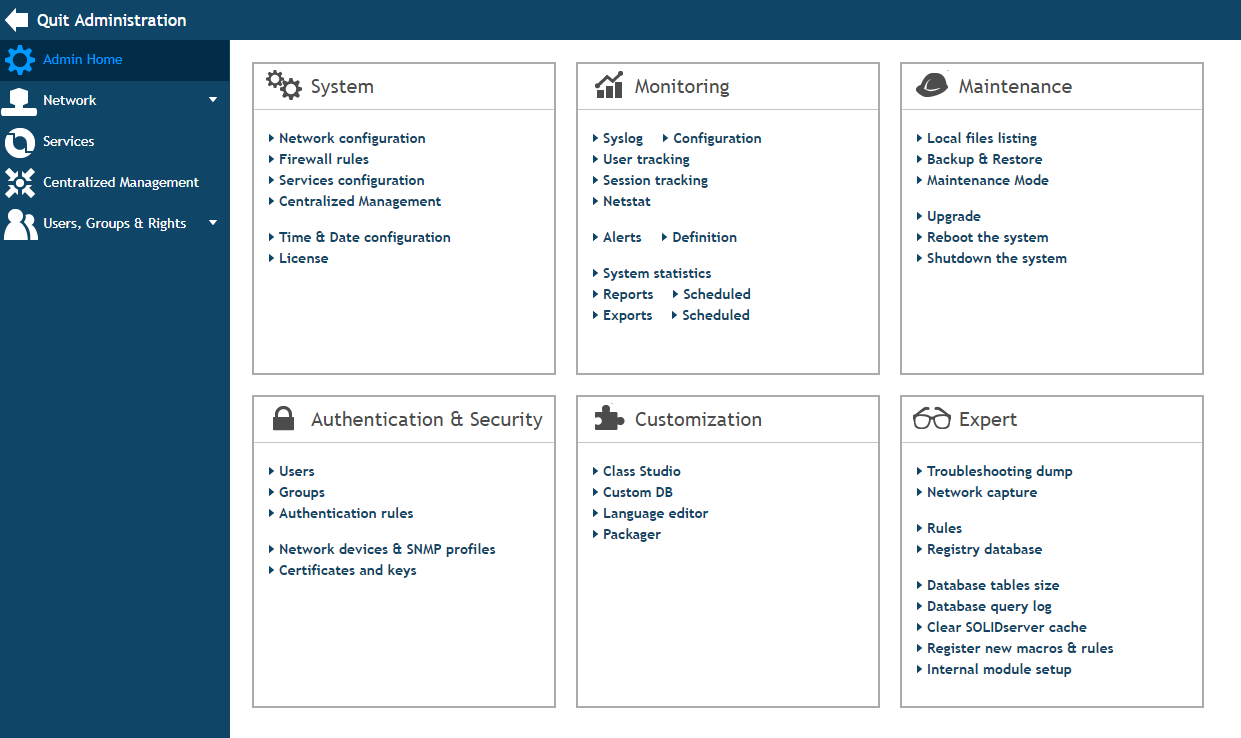 Quit Administration
Admin Home
Network
Services
Centralized Management
Users, Groups & Rights
System
Network configuration
Firewall rules
Services configuration
Centralized Management
Time & Date configuration
License
Monitoring
Syslog Configuration
User tracking
Session tracking
Netstat
Alerts Definition
System statistics
Reports Scheduled
Exports Scheduled
Maintenance
Local files listing
Backup & Restore
Maintenance Mode
Upgrade
Reboot the system
Shutdown the system
Authentication & Security
Users
Groups
Authentication rules
Network devices & SNMP profiles
Certificates and keys
Customization
Class Studio
Custom DB
Language editor
Packager
Expert
Troubleshooting dump
Network capture
Rules
Registry database
Database tables size
Database query log
Clear SOLIDserver cache
Register new macros & rules
Internal module setup